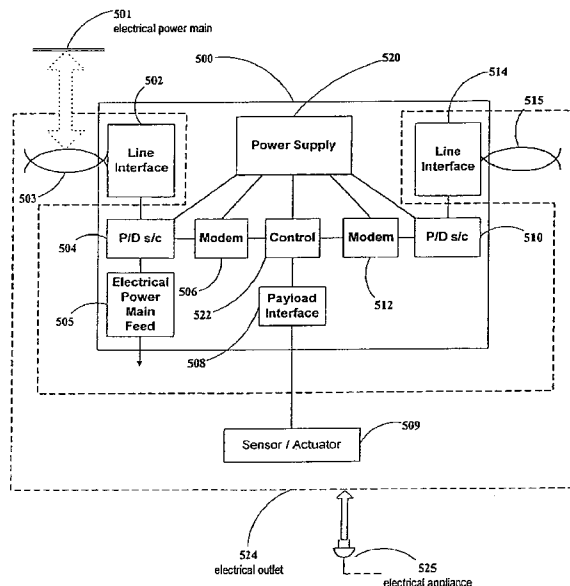 501
electrical power main
500
520
514
502
515
Line
Interface
Power Supply
Line
Interface
503
504
P/D s/c
Modem
Control
Modem
P/D s/c
510
506
522
512
505
Electrical
Power
Main
Feed
Payload
Interface
508
Sensor / Actuator
509
524
electrical outlet
525
electrical appliance